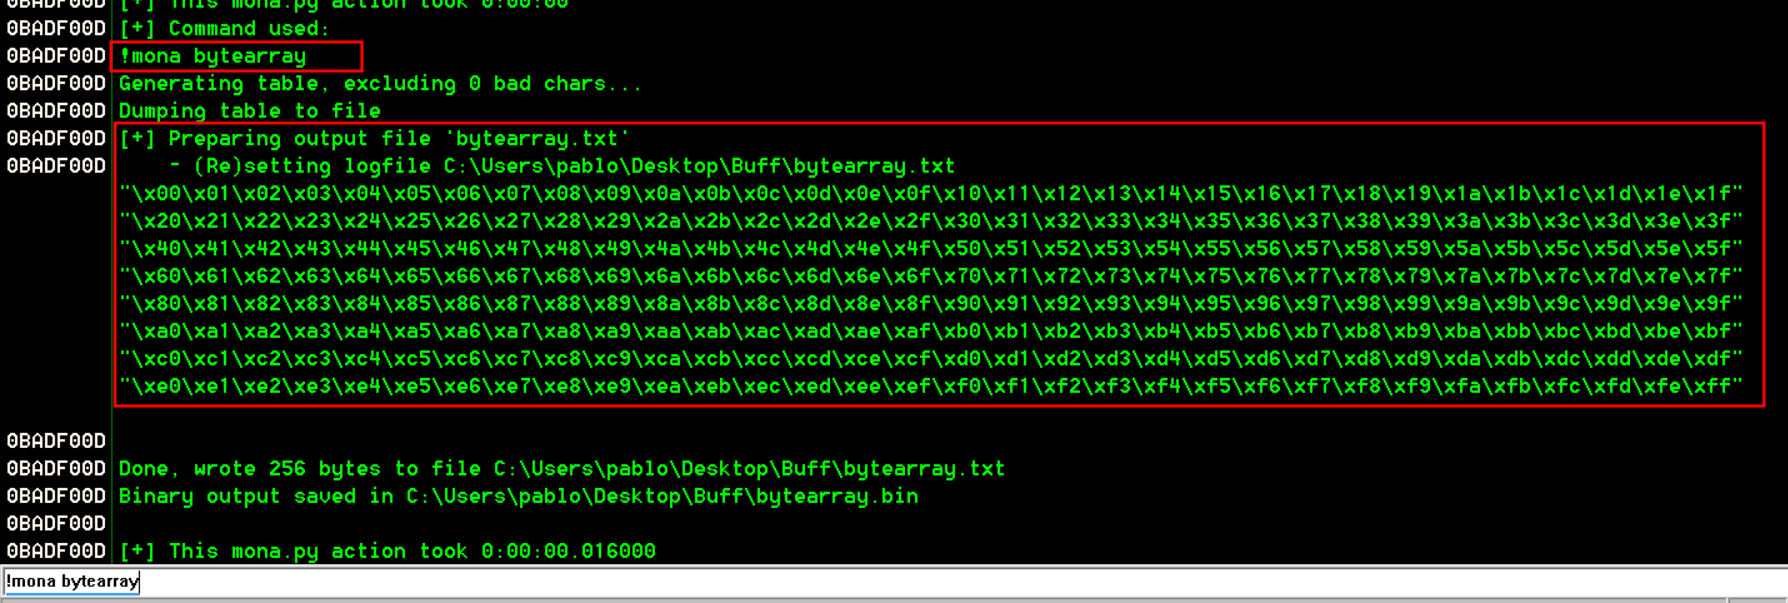 0BADF00D [+] This mona.py action took 0:00:00
0BADF00D [+] Command used:
0BADF00D !mona bytearray
0BADF00D Generating table, excluding 0 bad chars...
0BADF00D Dumping table to file
0BADF00D [+] Preparing output file 'bytearray.txt'
0BADF00D     - (Re)setting logfile C:\Users\pablo\Desktop\Buff\bytearray.txt
"\x00\x01\x02\x03\x04\x05\x06\x07\x08\x09\x0a\x0b\x0c\x0d\x0e\x0f\x10\x11\x12\x13\x14\x15\x16\x17\x18\x19\x1a\x1b\x1c\x1d\x1e\x1f"
"\x20\x21\x22\x23\x24\x25\x26\x27\x28\x29\x2a\x2b\x2c\x2d\x2e\x2f\x30\x31\x32\x33\x34\x35\x36\x37\x38\x39\x3a\x3b\x3c\x3d\x3e\x3f"
"\x40\x41\x42\x43\x44\x45\x46\x47\x48\x49\x4a\x4b\x4c\x4d\x4e\x4f\x50\x51\x52\x53\x54\x55\x56\x57\x58\x59\x5a\x5b\x5c\x5d\x5e\x5f"
"\x60\x61\x62\x63\x64\x65\x66\x67\x68\x69\x6a\x6b\x6c\x6d\x6e\x6f\x70\x71\x72\x73\x74\x75\x76\x77\x78\x79\x7a\x7b\x7c\x7d\x7e\x7f"
"\x80\x81\x82\x83\x84\x85\x86\x87\x88\x89\x8a\x8b\x8c\x8d\x8e\x8f\x90\x91\x92\x93\x94\x95\x96\x97\x98\x99\x9a\x9b\x9c\x9d\x9e\x9f"
"\xa0\xa1\xa2\xa3\xa4\xa5\xa6\xa7\xa8\xa9\xaa\xab\xac\xad\xae\xaf\xb0\xb1\xb2\xb3\xb4\xb5\xb6\xb7\xb8\xb9\xba\xbb\xbc\xbd\xbe\xbf"
"\xc0\xc1\xc2\xc3\xc4\xc5\xc6\xc7\xc8\xc9\xca\xcb\xcc\xcd\xce\xcf\xd0\xd1\xd2\xd3\xd4\xd5\xd6\xd7\xd8\xd9\xda\xdb\xdc\xdd\xde\xdf"
"\xe0\xe1\xe2\xe3\xe4\xe5\xe6\xe7\xe8\xe9\xea\xeb\xec\xed\xee\xef\xf0\xf1\xf2\xf3\xf4\xf5\xf6\xf7\xf8\xf9\xfa\xfb\xfc\xfd\xfe\xff"
0BADF00D
0BADF00D Done, wrote 256 bytes to file C:\Users\pablo\Desktop\Buff\bytearray.txt
0BADF00D Binary output saved in C:\Users\pablo\Desktop\Buff\bytearray.bin
0BADF00D
0BADF00D [+] This mona.py action took 0:00:00.016000
!mona bytearray